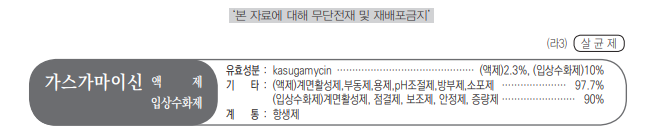 ‘본 자료에 대해 무단전재 및 재배포금지’
(라3) 살 균 제
가스가마이신 액 제
입상수화제
유효성분 : kasugamycin ………………………………… (액제)2.3%, (입상수화제)10%
기 타 : (액제)계면활성제,부동제,용제,pH조절제,방부제,소포제 ………………… 97.7%
(입상수화제)계면활성제, 점결제, 보조제, 안정제, 증량제 ………………… 90%
계 통 : 항생제